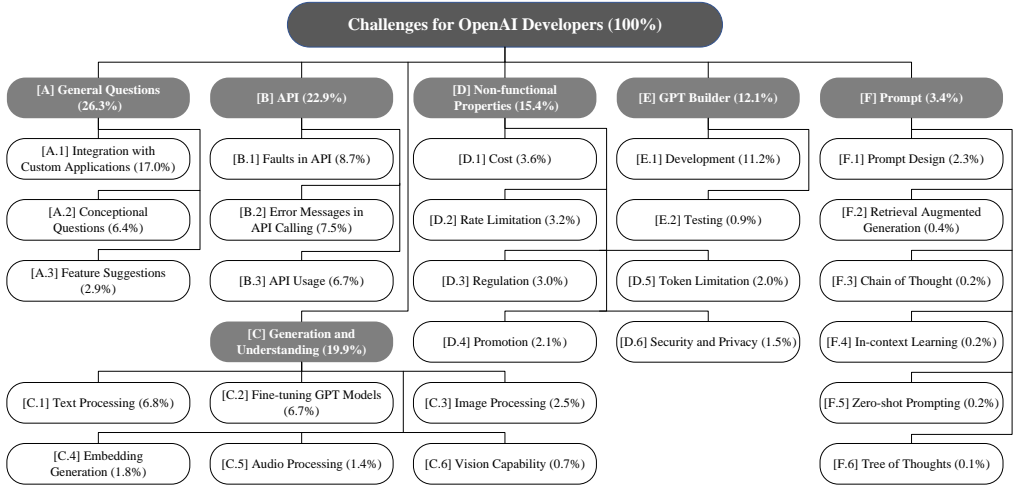 Challenges for OpenAI Developers (100%)
[A] General Questions
(26.3%)
[A.1] Integration with
Custom Applications (17.0%)
[A.2] Conceptional
Questions (6.4%)
[A.3] Feature Suggestions
(2.9%)
[B] API (22.9%)
[B.1] Faults in API (8.7%)
[B.2] Error Messages in
API Calling (7.5%)
[B.3] API Usage (6.7%)
[C] Generation and
Understanding (19.9%)
[C.1] Text Processing (6.8%)
[C.2] Fine-tuning GPT Models
(6.7%)
[C.3] Image Processing (2.5%)
[C.4] Embedding
Generation (1.8%)
[C.5] Audio Processing (1.4%)
[C.6] Vision Capability (0.7%)
[D] Non-functional
Properties (15.4%)
[D.1] Cost (3.6%)
[D.2] Rate Limitation (3.2%)
[D.3] Regulation (3.0%)
[D.4] Promotion (2.1%)
[D.5] Token Limitation (2.0%)
[D.6] Security and Privacy (1.5%)
[E] GPT Builder (12.1%)
[E.1] Development (11.2%)
[E.2] Testing (0.9%)
[F] Prompt (3.4%)
[F.1] Prompt Design (2.3%)
[F.2] Retrieval Augmented
Generation (0.4%)
[F.3] Chain of Thought (0.2%)
[F.4] In-context Learning (0.2%)
[F.5] Zero-shot Prompting (0.2%)
[F.6] Tree of Thoughts (0.1%)